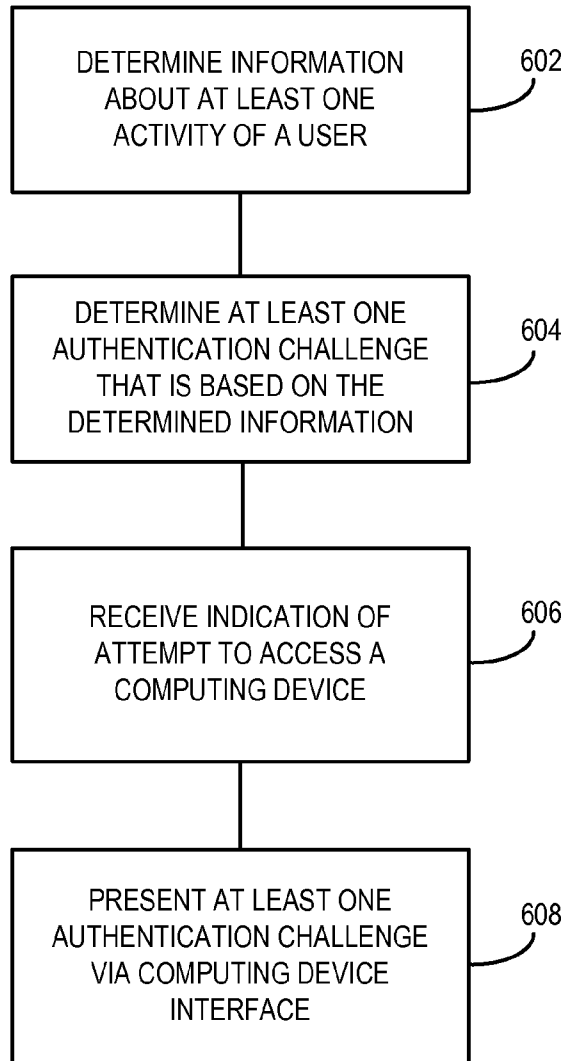 DETERMINE INFORMATION
ABOUT AT LEAST ONE
ACTIVITY OF A USER
602
DETERMINE AT LEAST ONE
AUTHENTICATION CHALLENGE
THAT IS BASED ON THE
DETERMINED INFORMATION
604
RECEIVE INDICATION OF
ATTEMPT TO ACCESS A
COMPUTING DEVICE
606
PRESENT AT LEAST ONE
AUTHENTICATION CHALLENGE
VIA COMPUTING DEVICE
INTERFACE
608